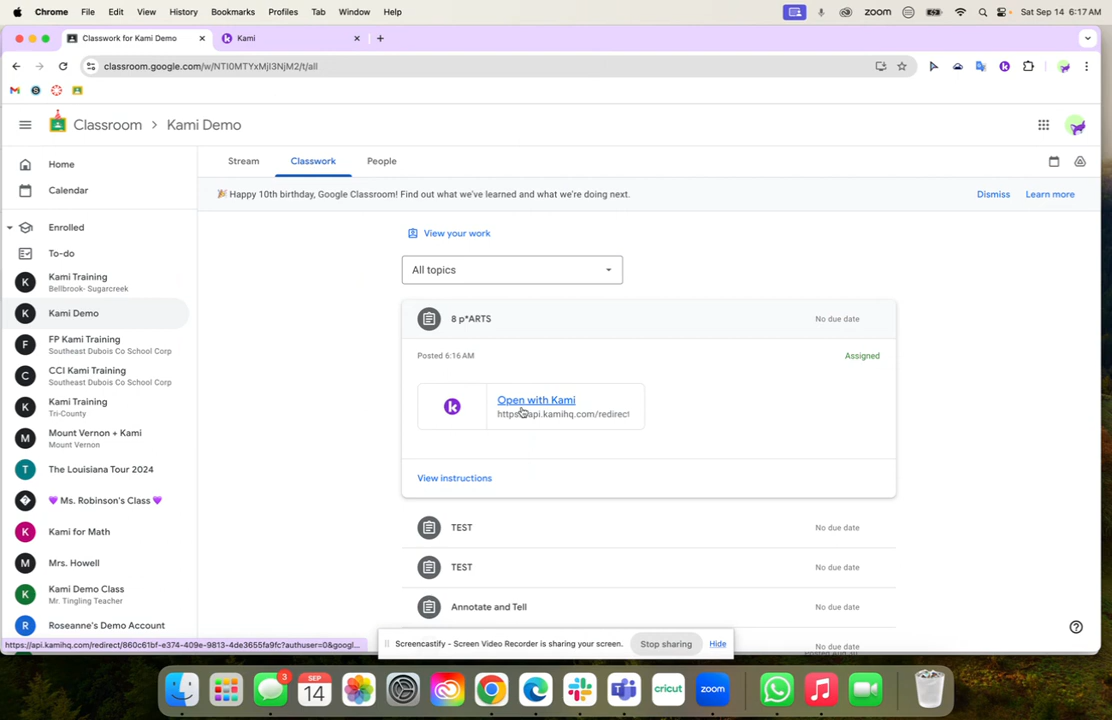 Chrome File Edit View History Bookmarks Profiles Tab Window Help
zoom Sat Sep 14 6:17 AM
Classwork for Kami Demo
Kami
classroom.google.com/w/NTI0MTYxMjI3NjM2/t/all
Classroom > Kami Demo
Home
Calendar
Enrolled
To-do
K Kami Training
Bellbrook- Sugarcreek
K Kami Demo
F FP Kami Training
Southeast Dubois Co School Corp
C CCI Kami Training
Southeast Dubois Co School Corp
K Kami Training
Tri-County
M Mount Vernon + Kami
Mount Vernon
T The Louisiana Tour 2024
💜 Ms. Robinson's Class 💜
K Kami for Math
M Mrs. Howell
K Kami Demo Class
Mr. Tingling Teacher
R Roseanne's Demo Account
Stream Classwork People
🎉 Happy 10th birthday, Google Classroom! Find out what we've learned and what we're doing next. Dismiss Learn more
View your work
All topics
8 p*ARTS No due date
Posted 6:16 AM Assigned
k Open with Kami
https://api.kamihq.com/redirect
View instructions
TEST No due date
TEST No due date
Annotate and Tell No due date
https://api.kamihq.com/redirect/860c61bf-e374-409e-9813-4de3655fa9fc?authuser=0&googl...
Screencastify - Screen Video Recorder is sharing your screen. Stop sharing Hide
3
SEP
14
cricut
zoom